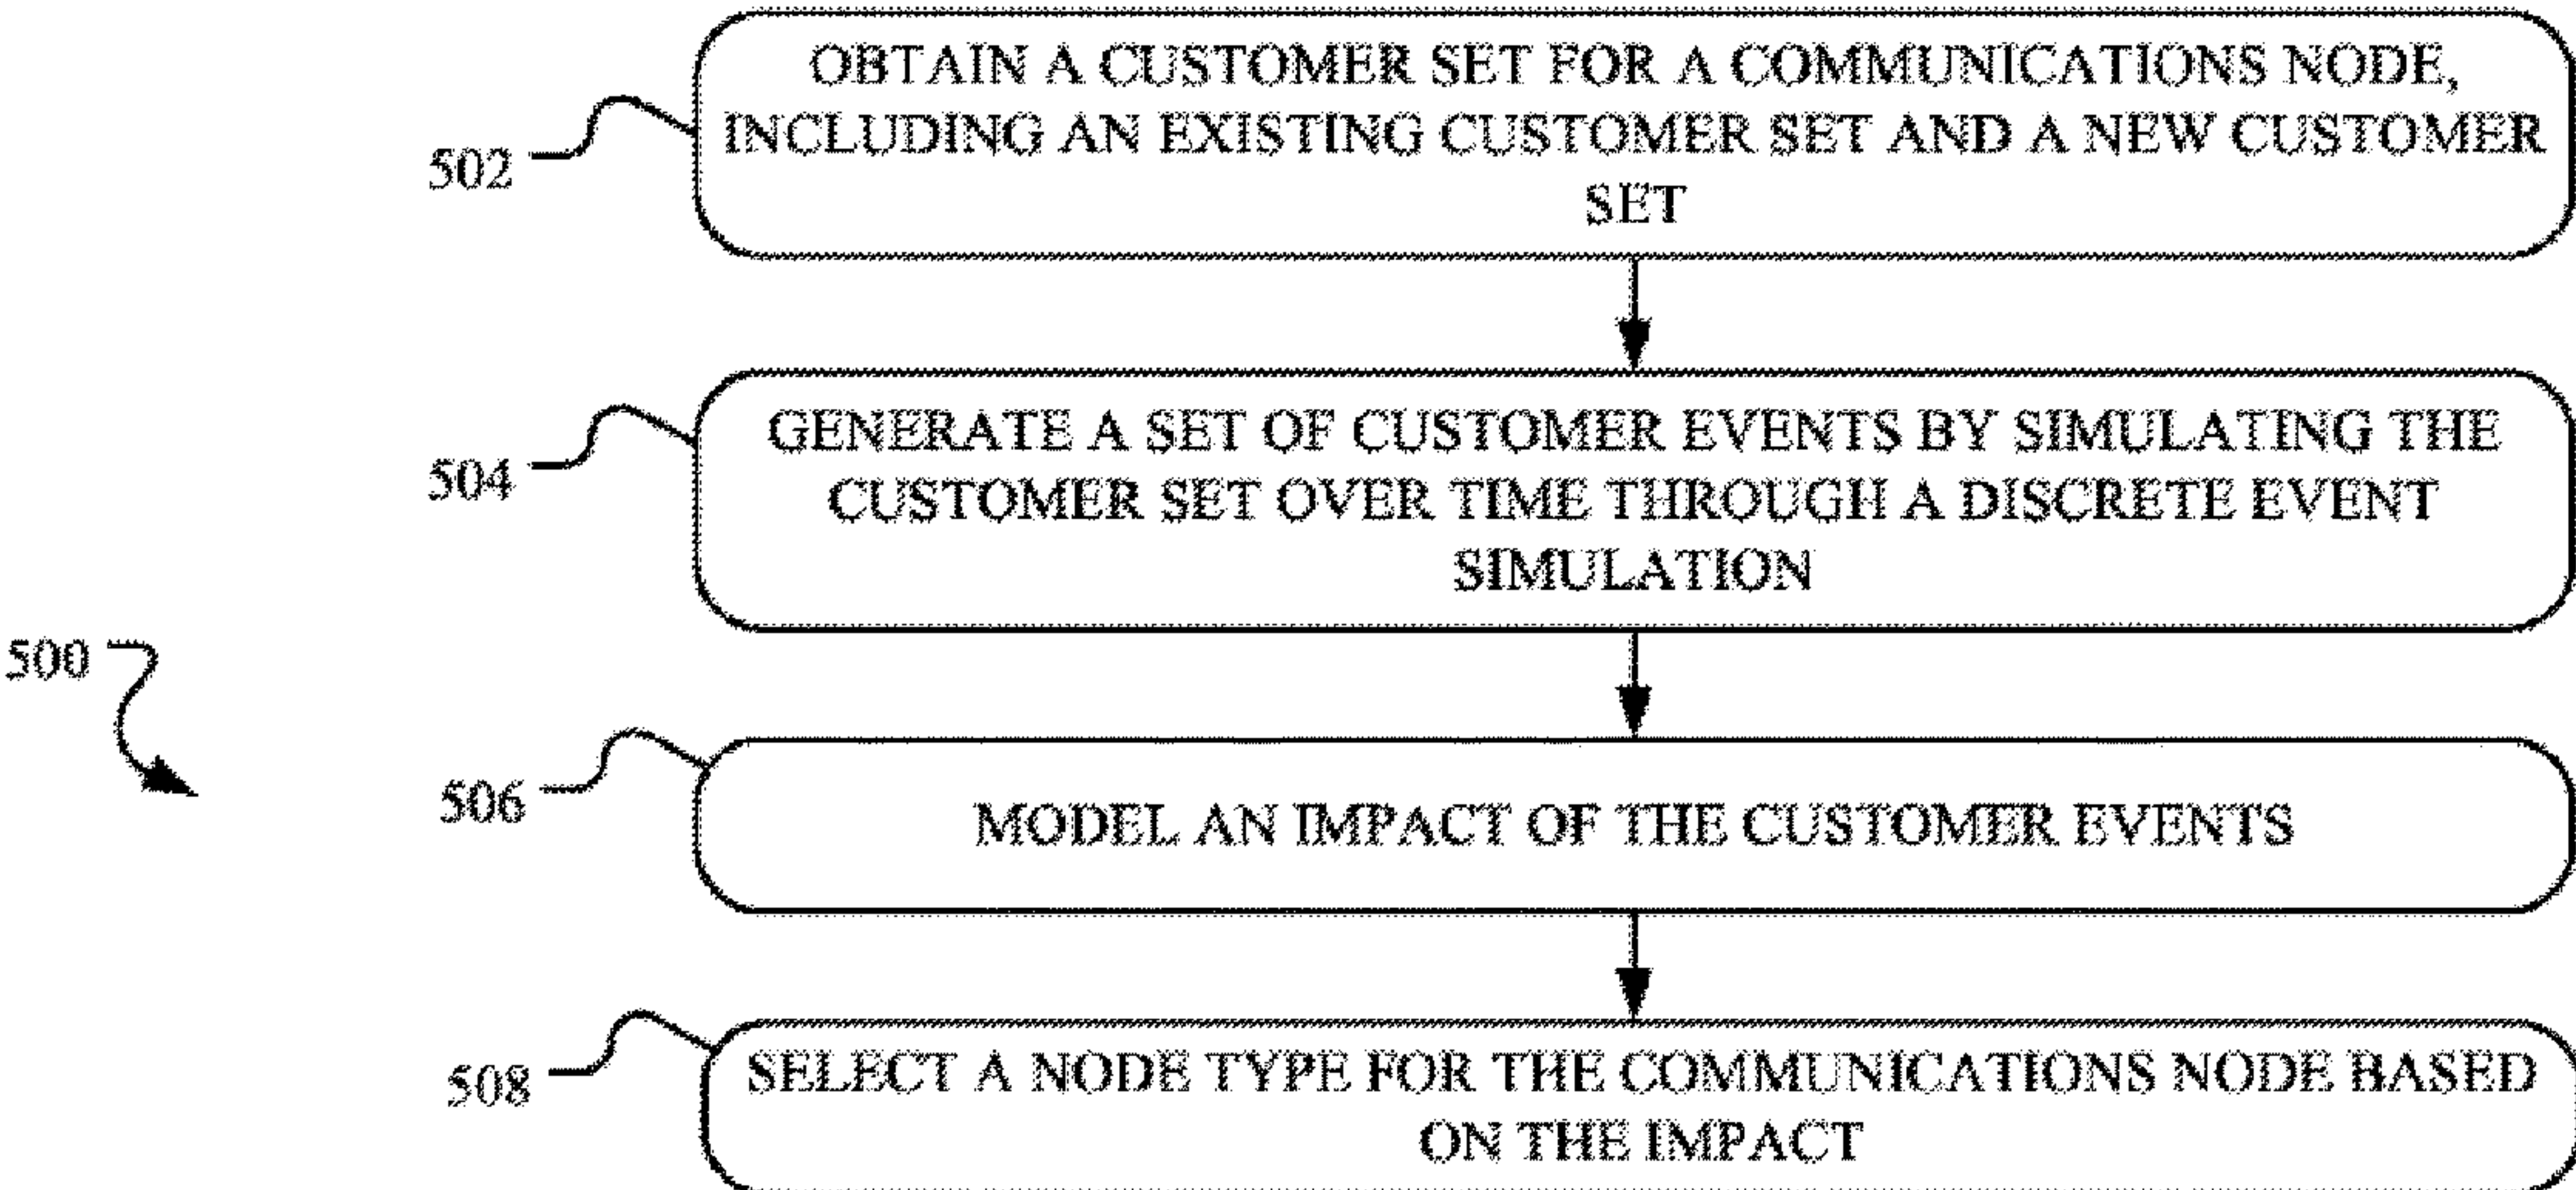 OBTAIN A CUSTOMER SET FOR A COMMUNICATIONS NODE,
INCLUDING AN EXISTING CUSTOMER SET AND A NEW CUSTOMER
SET
502
GENERATE A SET OF CUSTOMER EVENTS BY SIMULATING THE
CUSTOMER SET OVER TIME THROUGH A DISCRETE EVENT
SIMULATION
504
500
MODEL AN IMPACT OF THE CUSTOMER EVENTS
506
SELECT A NODE TYPE FOR THE COMMUNICATIONS NODE BASED
ON THE IMPACT
508